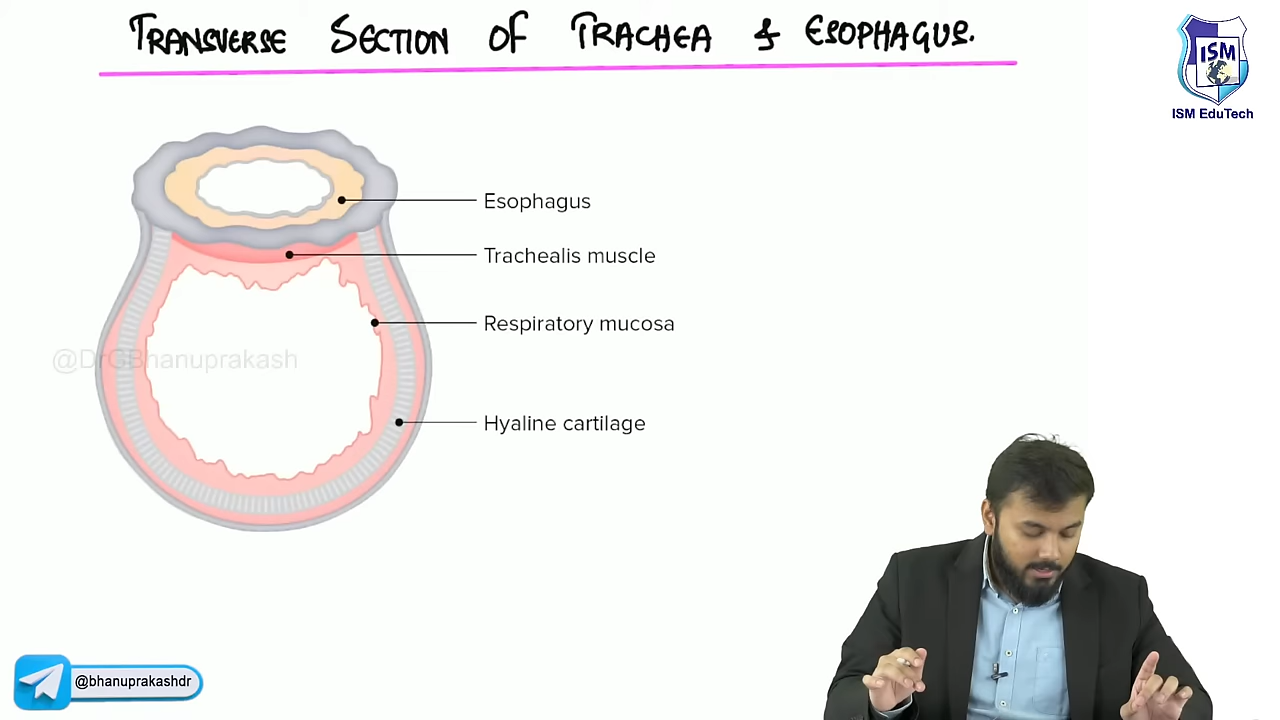 TRANSVERSE SECTION OF TRACHEA & ESOPHAGUS.
ISM
ISM EduTech
Esophagus
Trachealis muscle
Respiratory mucosa
@DrGBhanuprakash
Hyaline cartilage
@bhanuprakashdr